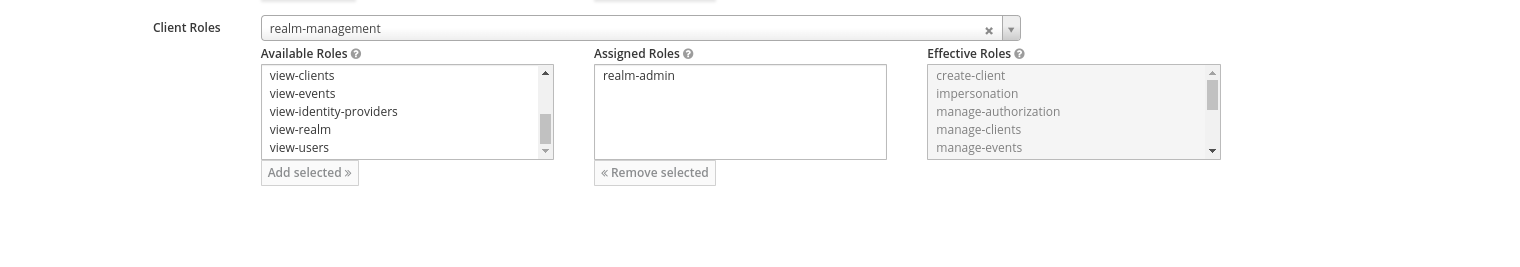 Client Roles
realm-management
Available Roles
Assigned Roles
Effective Roles
view-clients
view-events
view-identity-providers
view-realm
view-users
realm-admin
create-client
impersonation
manage-authorization
manage-clients
manage-events
Add selected »
« Remove selected